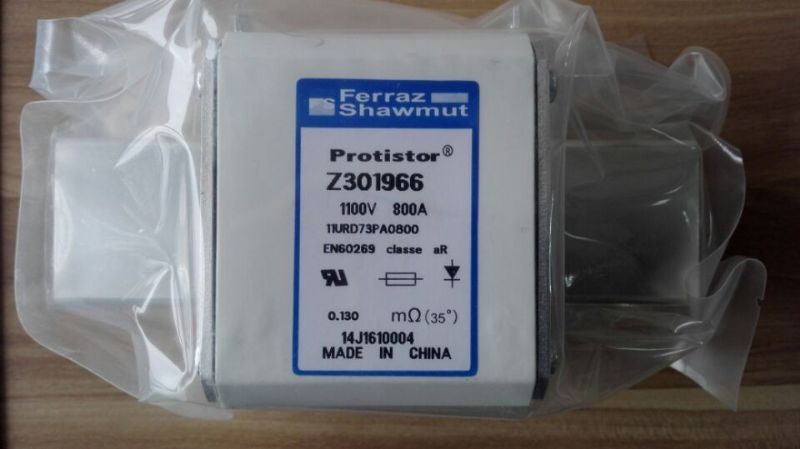 Ferraz
Shawmut
Protistor®
Z301966
1100V 800A
11URD73PA0800
EN60269 classe aR
0.130 mΩ (35°)
14J1610004
MADE IN CHINA